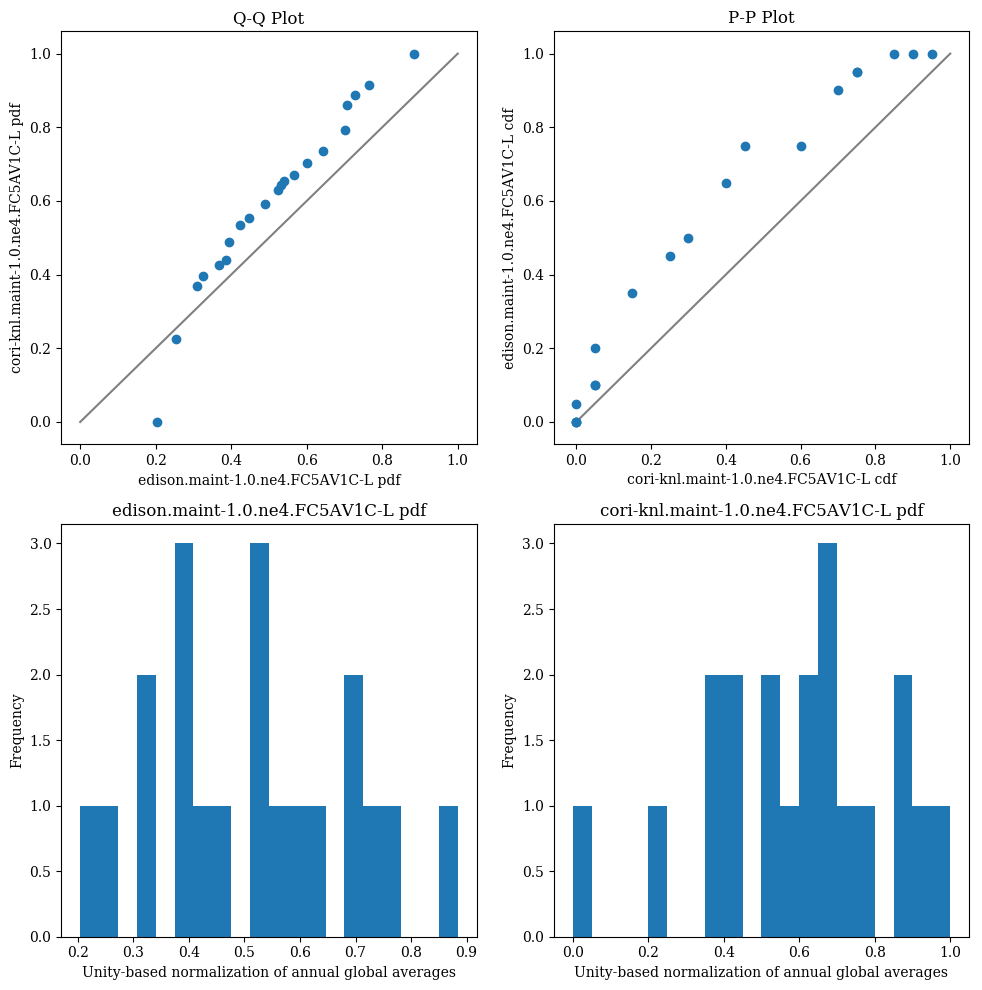 Q-Q Plot
1.0
0.8
0.6
0.4
0.2
0.0
cori-knl.maint-1.0.ne4.FC5AV1C-L pdf
0.0 0.2 0.4 0.6 0.8 1.0
edison.maint-1.0.ne4.FC5AV1C-L pdf
P-P Plot
1.0
0.8
0.6
0.4
0.2
0.0
edison.maint-1.0.ne4.FC5AV1C-L cdf
0.0 0.2 0.4 0.6 0.8 1.0
cori-knl.maint-1.0.ne4.FC5AV1C-L cdf
edison.maint-1.0.ne4.FC5AV1C-L pdf
3.0
2.5
2.0
1.5
1.0
0.5
0.0
Frequency
0.2 0.3 0.4 0.5 0.6 0.7 0.8 0.9
Unity-based normalization of annual global averages
cori-knl.maint-1.0.ne4.FC5AV1C-L pdf
3.0
2.5
2.0
1.5
1.0
0.5
0.0
Frequency
0.0 0.2 0.4 0.6 0.8 1.0
Unity-based normalization of annual global averages